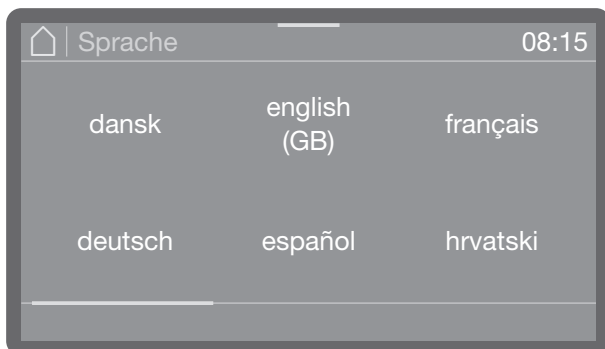 Sprache
08:15
dansk
english
(GB)
français
deutsch
español
hrvatski